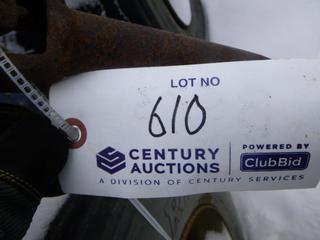 LOT NO
610
CENTURY AUCTIONS
POWERED BY
ClubBid
A DIVISION OF CENTURY SERVICES